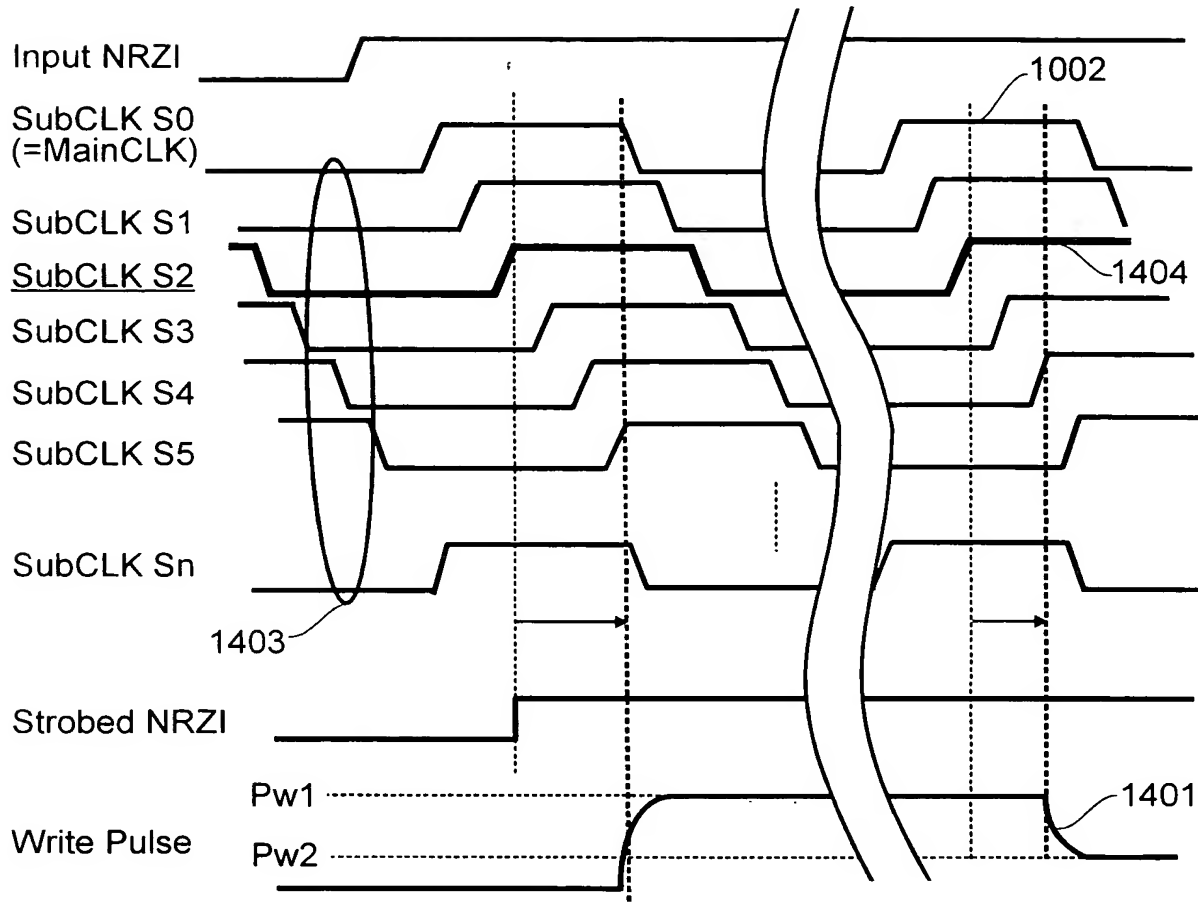 Input NRZI
1002
SubCLK S0
(=MainCLK)
SubCLK S1
SubCLK S2
1404
SubCLK S3
SubCLK S4
SubCLK S5
SubCLK Sn
1403
Strobed NRZI
Pw1
1401
Write Pulse
Pw2